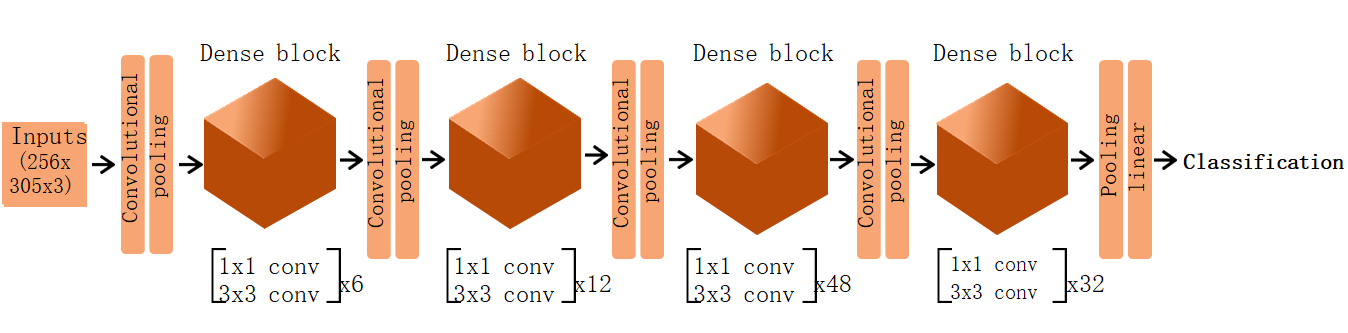 Dense block
Dense block
Dense block
Dense block
Inputs
(256x
305x3)
Convolutional
pooling
Convolutional
pooling
Convolutional
pooling
Convolutional
pooling
Pooling
linear
Classification
1x1 conv
3x3 conv
x6
1x1 conv
3x3 conv
x12
1x1 conv
3x3 conv
x48
1x1 conv
3x3 conv
x32